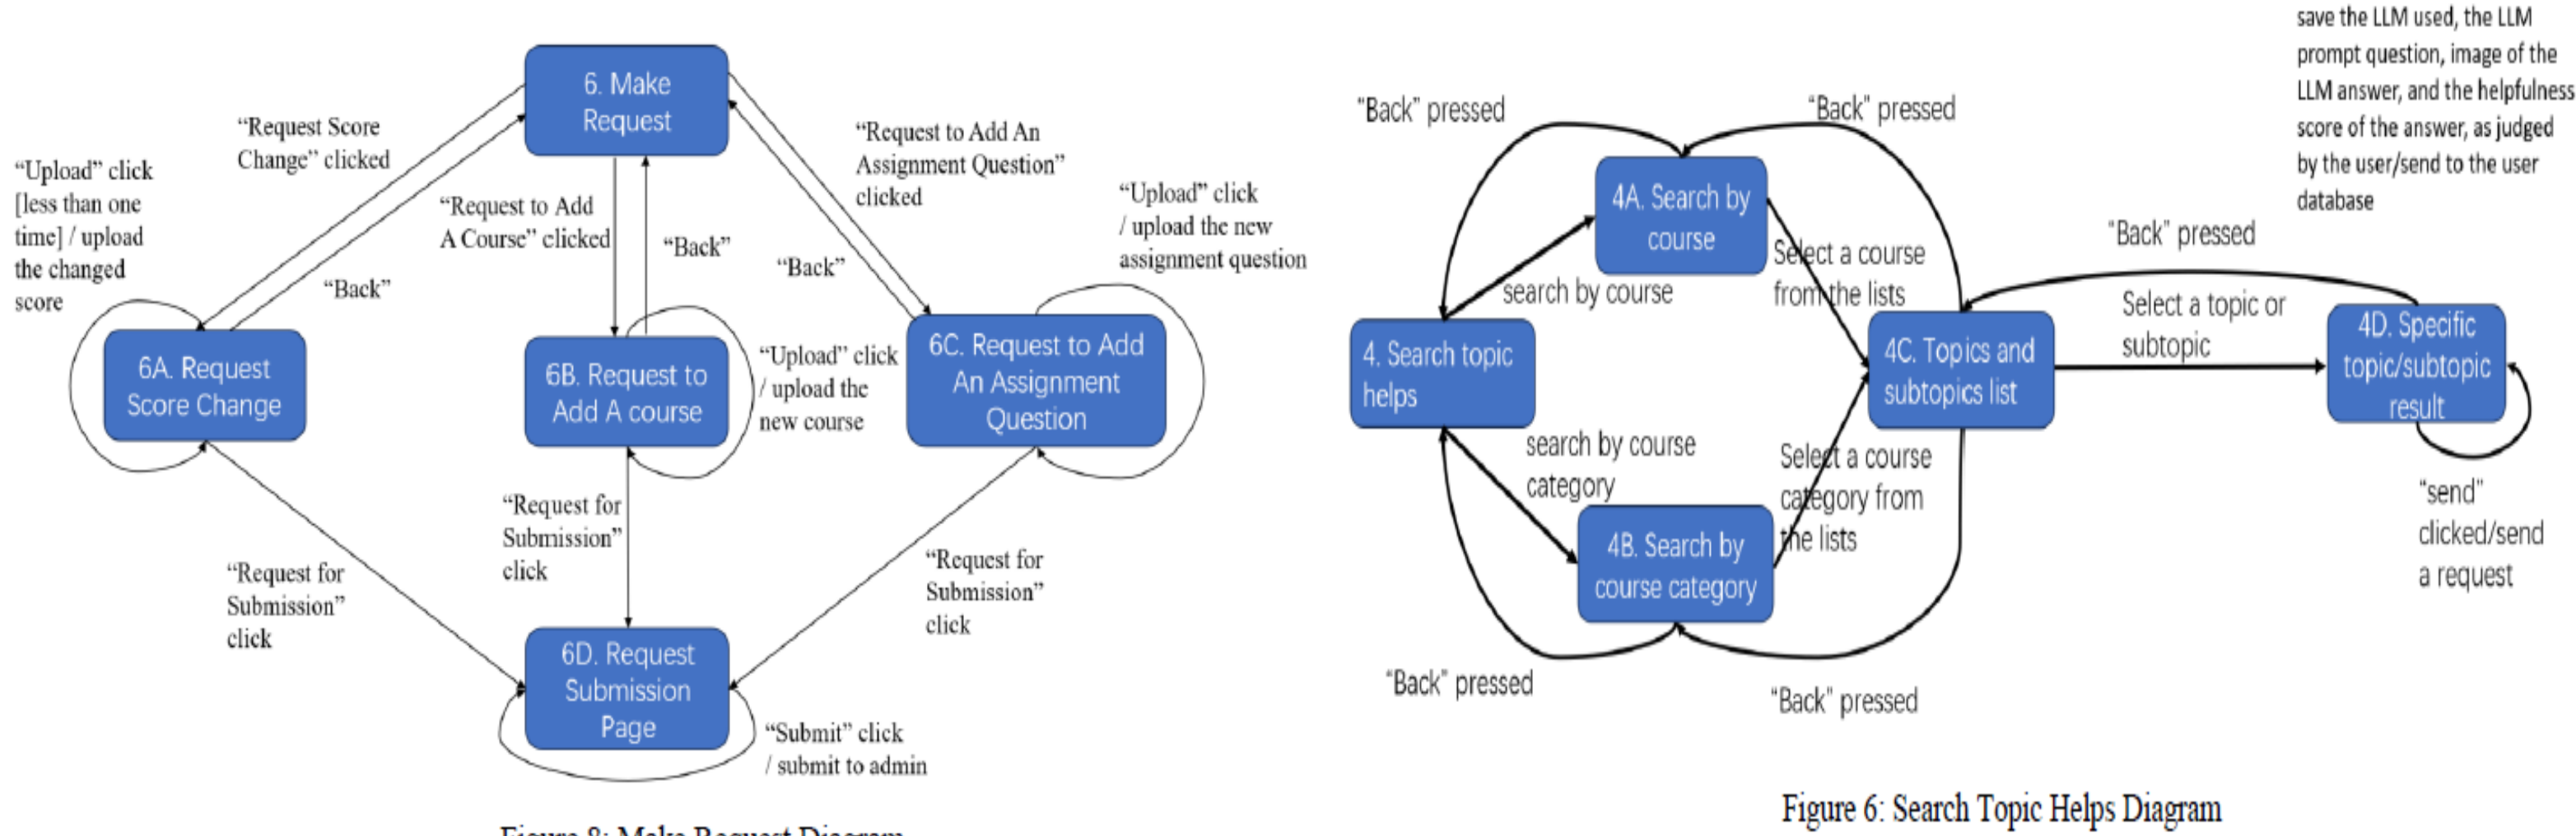 6. Make
Request
“Request Score
Change” clicked
“Upload” click
[less than one
time] / upload
the changed
score
“Back”
“Request to Add
A Course” clicked
“Back”
“Request to Add An
Assignment Question”
clicked
“Back”
“Upload” click
/ upload the new
assignment question
6A. Request
Score Change
6B. Request to
Add A course
“Upload” click
/ upload the
new course
6C. Request to Add
An Assignment
Question
“Request for
Submission”
click
“Request for
Submission”
click
“Request for
Submission”
click
6D. Request
Submission
Page
“Submit” click
/ submit to admin
Figure 8: Make Request Diagram
save the LLM used, the LLM
prompt question, image of the
LLM answer, and the helpfulness
score of the answer, as judged
by the user/send to the user
database
“Back” pressed
“Back” pressed
4A. Search by
course
search by course
Select a course
from the lists
“Back” pressed
Select a topic or
subtopic
4. Search topic
helps
4C. Topics and
subtopics list
4D. Specific
topic/subtopic
result
search by course
category
Select a course
category from
the lists
4B. Search by
course category
“send”
clicked/send
a request
“Back” pressed
“Back” pressed
Figure 6: Search Topic Helps Diagram